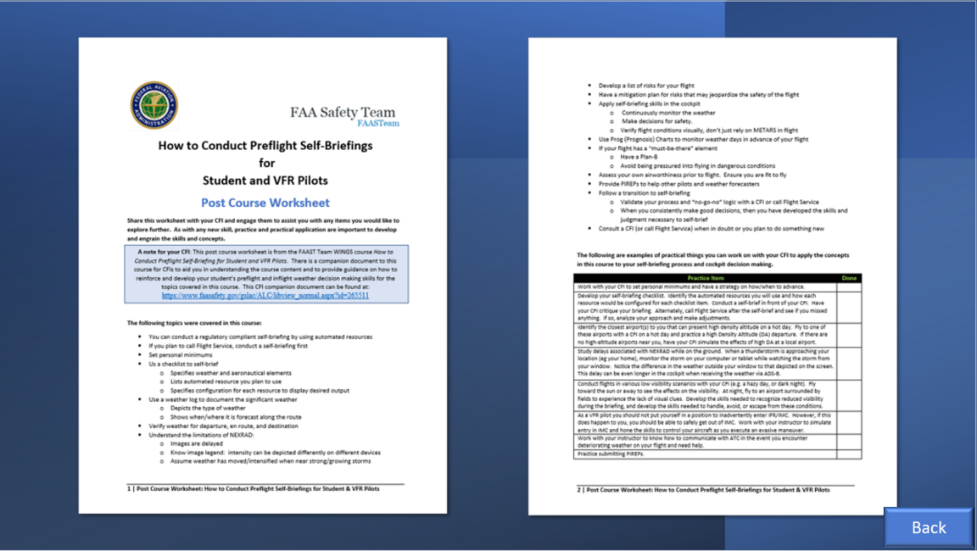 FEDERAL AVIATION
ADMINISTRATION
FAA Safety Team
FAASTeam
How to Conduct Preflight Self-Briefings
for
Student and VFR Pilots
Post Course Worksheet
Share this worksheet with your CFI and engage them to assist you with any items you would like to
explore further. As with any new skill, practice and practical application are important to develop
and engrain the skills and concepts.
A note for your CFI: This post course worksheet is from the FAAST Team WINGS course How to
Conduct Preflight Self-Briefing for Student and VFR Pilots. There is a companion document to this
course for CFIs to aid you in understanding the course content and to provide guidance on how to
reinforce and develop your student's preflight and inflight weather decision making skills for the
topics covered in this course. This CFI companion document can be found at:
https://www.faasafety.gov/gslac/ALC/libview_normal.aspx?id=265511
The following topics were covered in this course:
▪ You can conduct a regulatory compliant self-briefing by using automated resources
▪ If you plan to call Flight Service, conduct a self-briefing first
▪ Set personal minimums
▪ Us a checklist to self-brief
o Specifies weather and aeronautical elements
o Lists automated resource you plan to use
o Specifies configuration for each resource to display desired output
▪ Use a weather log to document the significant weather
o Depicts the type of weather
o Shows when/where it is forecast along the route
▪ Verify weather for departure, en route, and destination
▪ Understand the limitations of NEXRAD:
o Images are delayed
o Know image legend: intensity can be depicted differently on different devices
o Assume weather has moved/intensified when near strong/growing storms
1 | Post Course Worksheet: How to Conduct Preflight Self-Briefings for Student & VFR Pilots
▪ Develop a list of risks for your flight
▪ Have a mitigation plan for risks that may jeopardize the safety of the flight
▪ Apply self-briefing skills in the cockpit
o Continuously monitor the weather
o Make decisions for safety.
o Verify flight conditions visually, don't just rely on METARS in flight
▪ Use Prog (Prognosis) Charts to monitor weather days in advance of your flight
▪ If your flight has a "must-be-there" element
o Have a Plan-B
o Avoid being pressured into flying in dangerous conditions
▪ Assess your own airworthiness prior to flight. Ensure you are fit to fly
▪ Provide PIREPs to help other pilots and weather forecasters
▪ Follow a transition to self-briefing
o Validate your process and "no-go-no" logic with a CFI or call Flight Service
o When you consistently make good decisions, then you have developed the skills and
judgment necessary to self-brief
▪ Consult a CFI (or call Flight Service) when in doubt or you plan to do something new
The following are examples of practical things you can work on with your CFI to apply the concepts
in this course to your self-briefing process and cockpit decision making.
Practice Item Done
Work with your CFI to set personal minimums and have a strategy on how/when to advance.
Develop your self-briefing checklist. Identify the automated resources you will use and how each
resource would be configured for each checklist item. Conduct a self-brief in front of your CFI. Have
your CFI critique your briefing. Alternately, call Flight Service after the self-brief and see if you missed
anything. If so, analyze your approach and make adjustments.
Identify the closest airport(s) to you that can present high density altitude on a hot day. Fly to one of
these airports with a CFI on a hot day and practice a high Density Altitude (DA) departure. If there are
no high-altitude airports near you, have your CFI simulate the effects of high DA at a local airport.
Study delays associated with NEXRAD while on the ground. When a thunderstorm is approaching your
location (eg your home), monitor the storm on your computer or tablet while watching the storm from
your window. Notice the difference outside your window to that depicted on the screen.
This delay can be even longer in the cockpit when receiving the weather via ADS-B.
Conduct flights in various low visibility scenarios with your CFI (e.g. a hazy day, or dark night). Fly
toward the sun or away to see the effects on the visibility. At night, fly to an airport surrounded by
fields to experience the lack of visual clues. Develop the skills needed to recognize reduced visibility
during the briefing, and develop the skills needed to handle, avoid, or escape from these conditions.
As a VFR pilot you should not put yourself in a position to inadvertently enter IFR/IMC. However, if this
does happen to you, you should be able to safely get out of IMC. Work with your instructor to simulate
entry in IMC and hone the skills to control your aircraft as you execute an evasive maneuver.
Work with your instructor to know how to communicate with ATC in the event you encounter
deteriorating weather on your flight and need help.
Practice submitting PIREPs.
2 | Post Course Worksheet: How to Conduct Preflight Self-Briefings for Student & VFR Pilots
Back